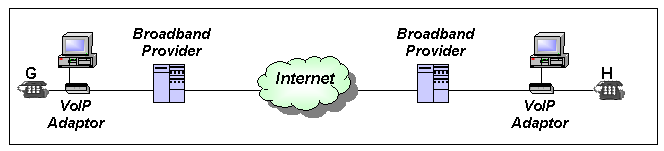 Broadband
Provider
Broadband
Provider
G
Internet
H
VoIP
Adaptor
VoIP
Adaptor